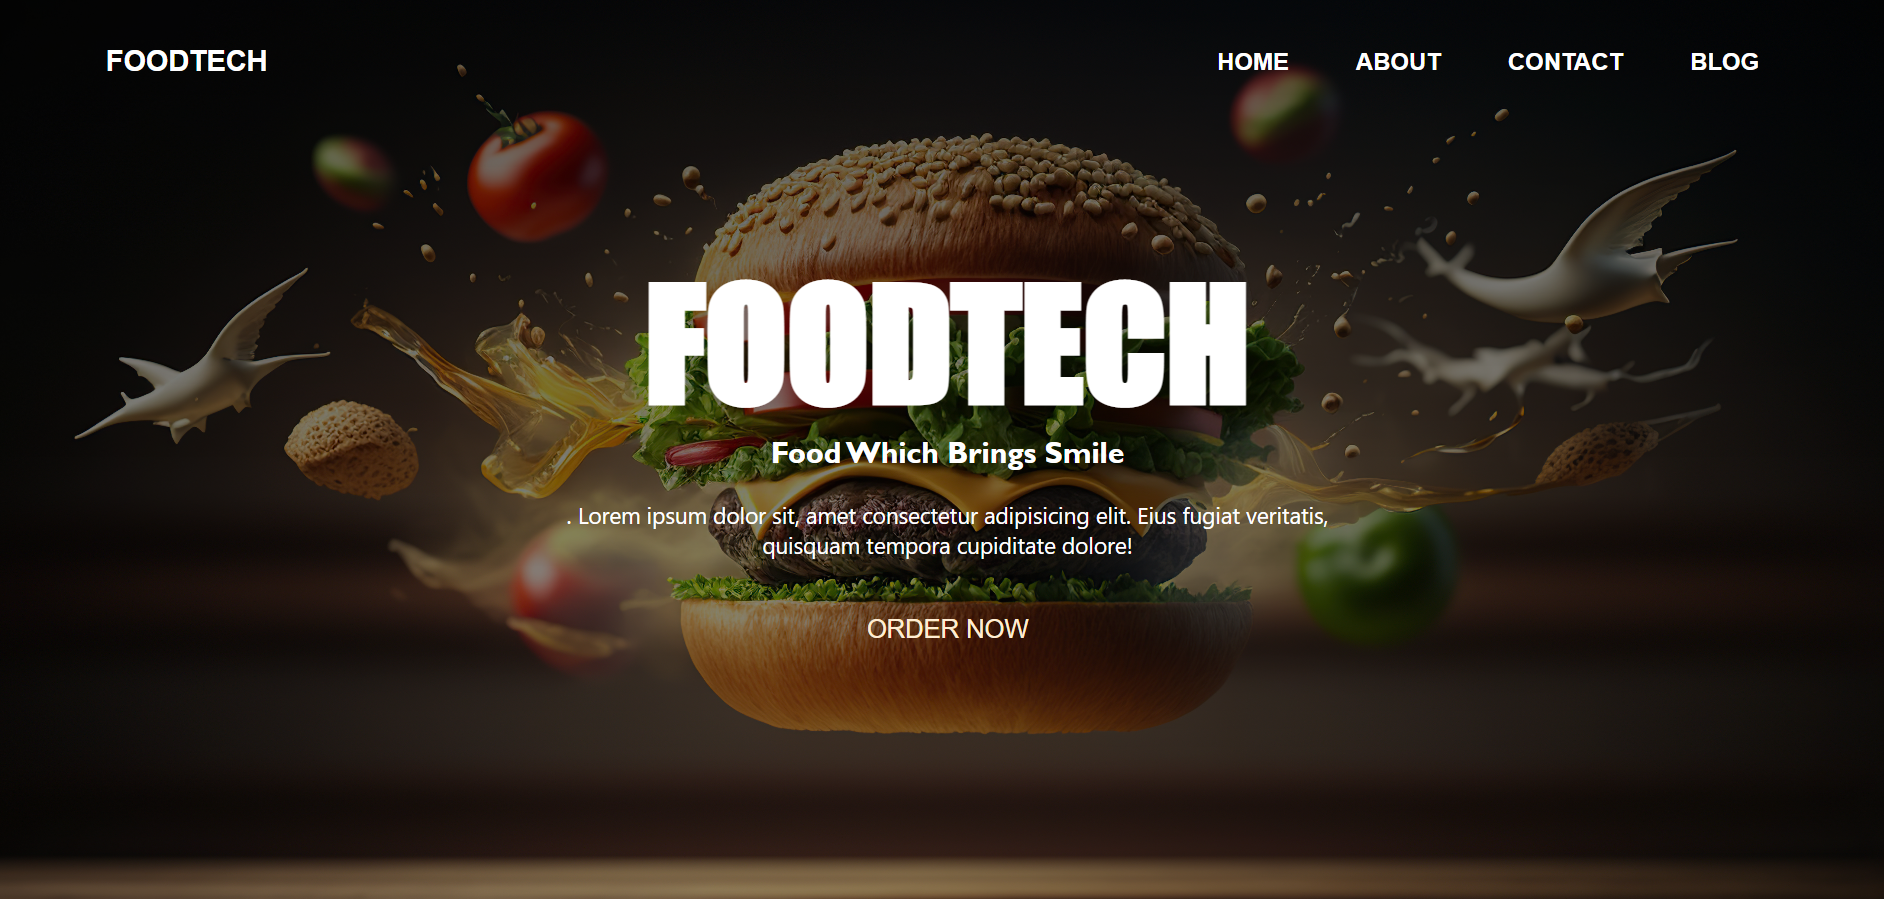 FOODTECH
HOME ABOUT CONTACT BLOG
FOODTECH
Food Which Brings Smile
. Lorem ipsum dolor sit, amet consectetur adipisicing elit. Eius fugiat veritatis,
quisquam tempora cupiditate dolore!
ORDER NOW